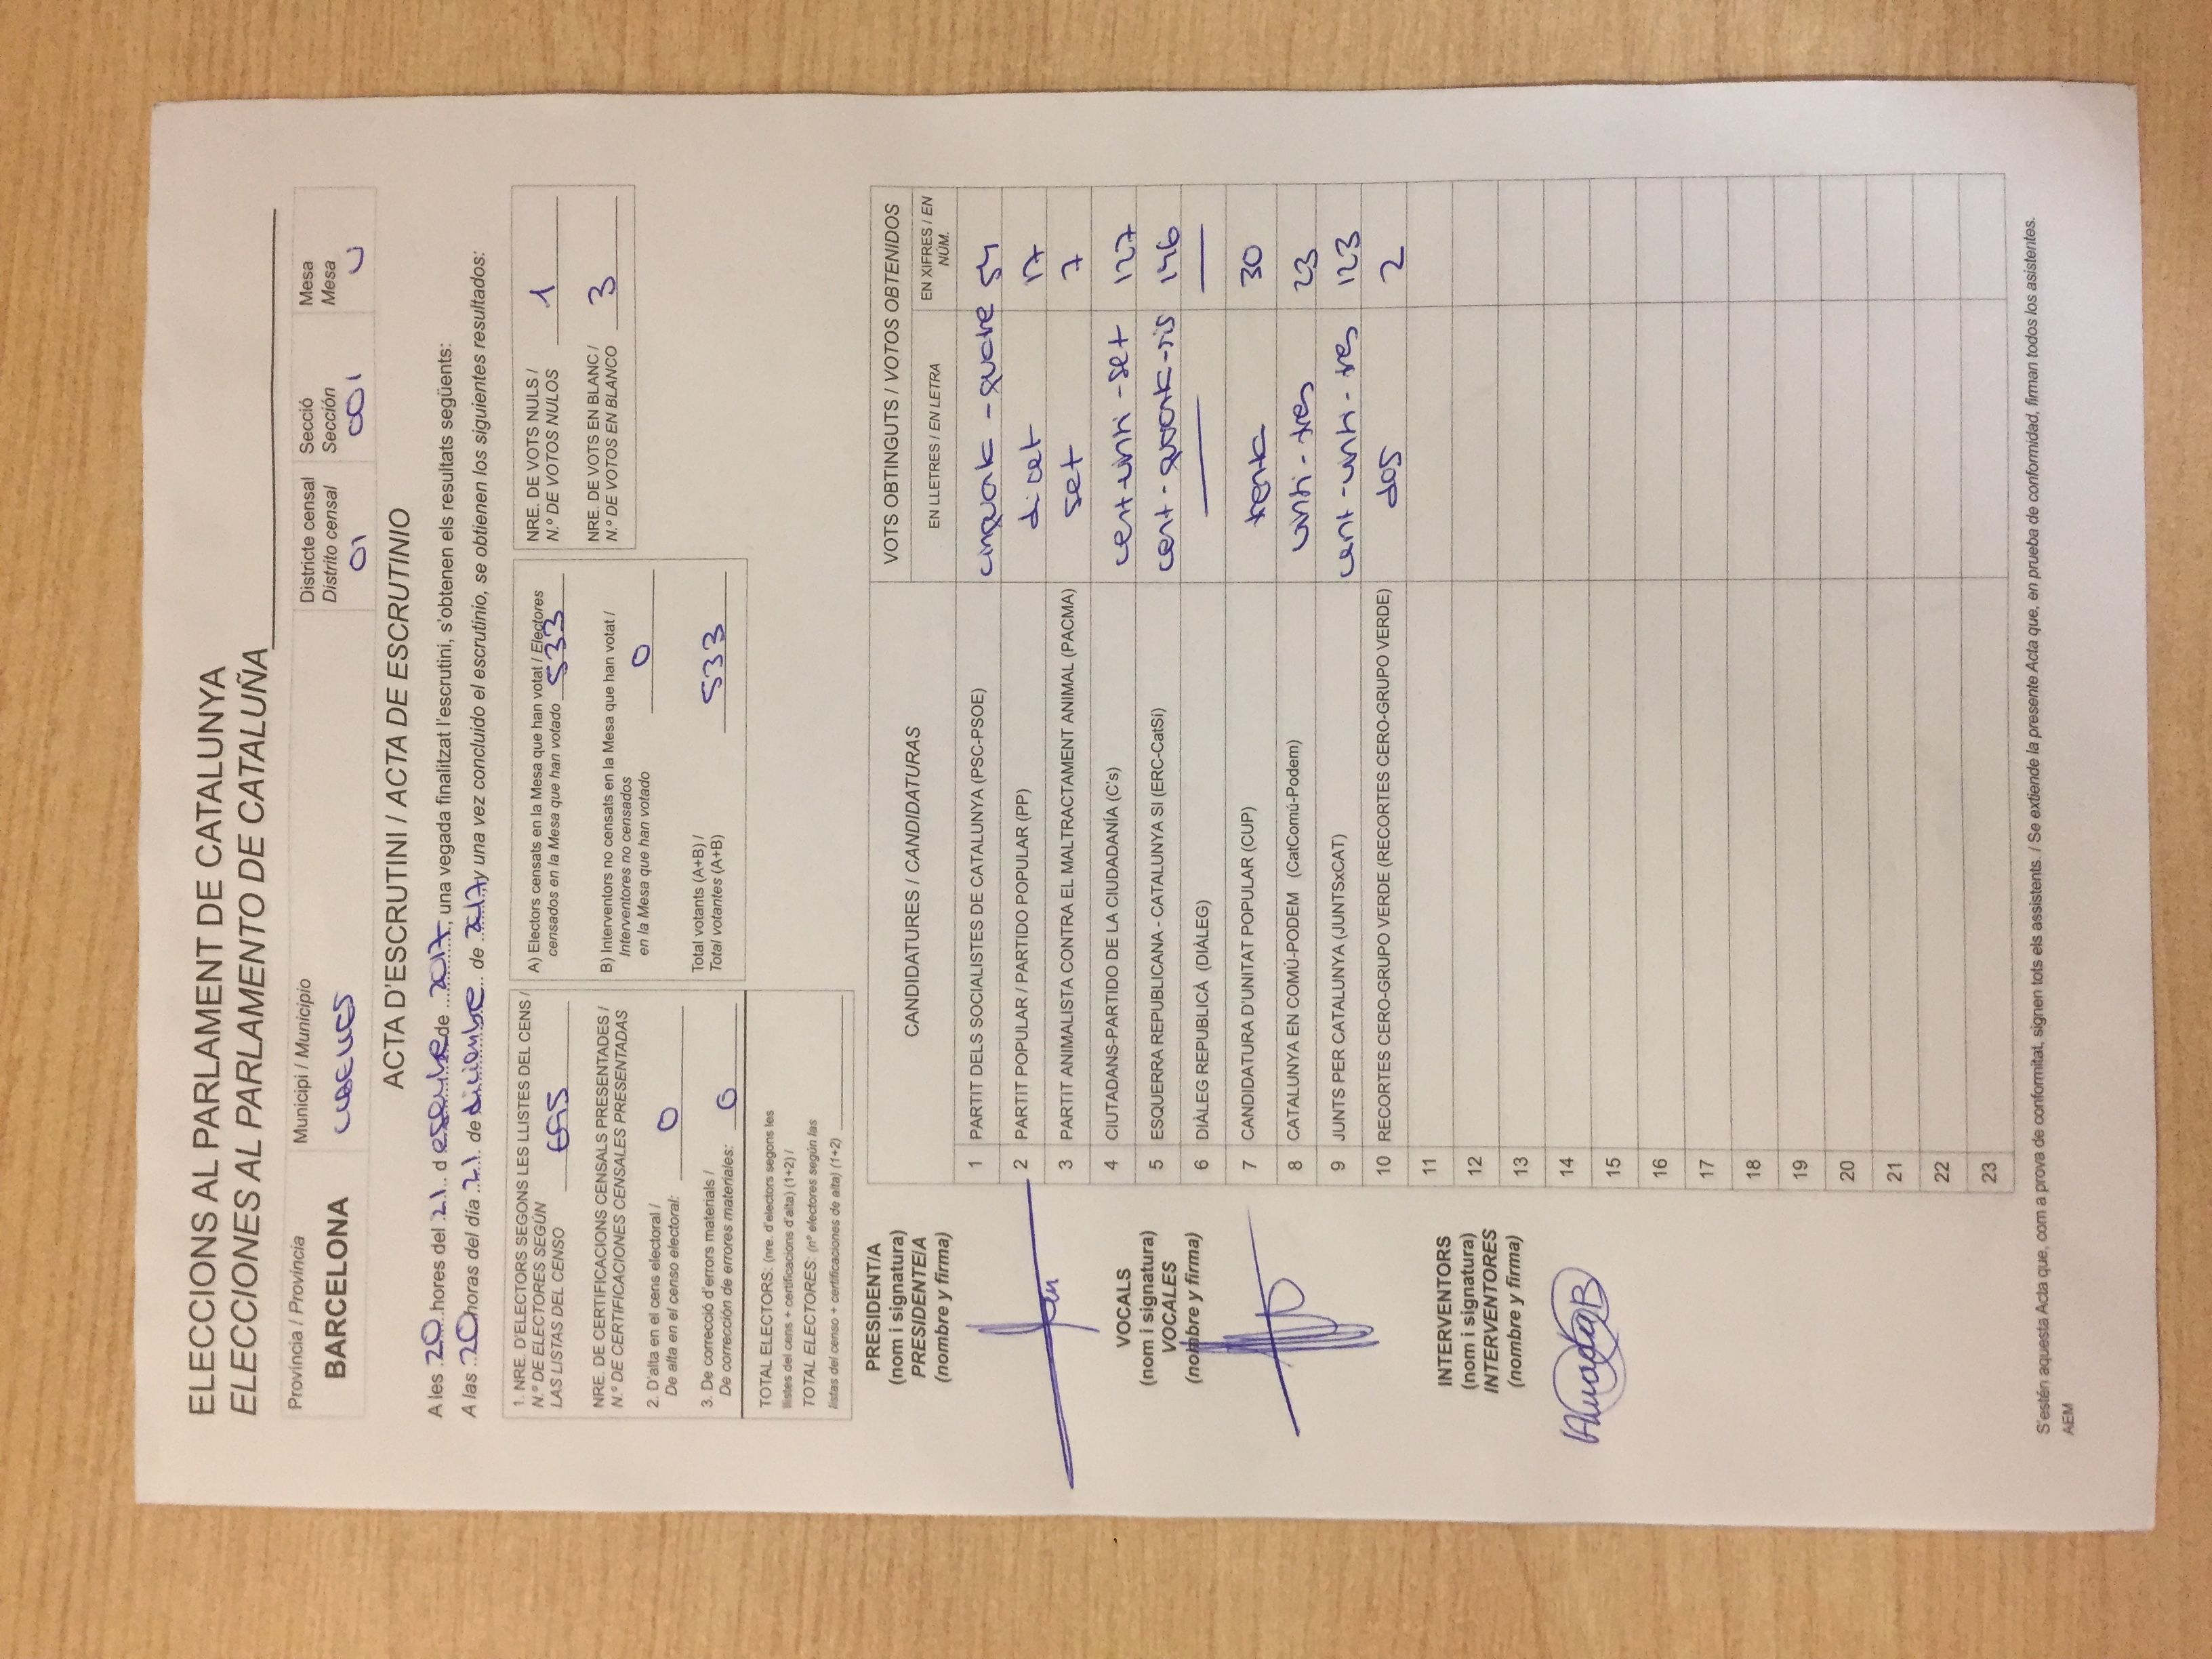 ELECCIONS AL PARLAMENT DE CATALUNYA
ELECCIONES AL PARLAMENTO DE CATALUÑA
Província / Provincia
BARCELONA
Municipi / Municipio
CUBELLES
Districte censal
Distrito censal
01
Secció
Sección
001
Mesa
Mesa
U
ACTA D'ESCRUTINI / ACTA DE ESCRUTINIO
A les 20 hores del 21 d esembre de 2017, una vegada finalitzat l'escrutini, s'obtenen els resultats següents:
A las 20 horas del día 21 de diciembre de 2017 y una vez concluido el escrutinio, se obtienen los siguientes resultados:
1. NRE. D'ELECTORS SEGONS LES LLISTES DEL CENS /
N.º DE ELECTORES SEGÚN
LAS LISTAS DEL CENSO
NRE. DE CERTIFICACIONS CENSALS PRESENTADES /
N.º DE CERTIFICACIONES CENSALES PRESENTADAS
2. D'alta en el cens electoral /
De alta en el censo electoral: 0
3. De correcció d'errors materials /
De corrección de errores materiales: 0
TOTAL ELECTORS: (nre. d'electors segons les
llistes del cens + certificacions d'alta) (1+2) /
TOTAL ELECTORES: (nº electores según las
listas del censo + certificaciones de alta) (1+2)
A) Electors censats en la Mesa que han votat / Electores
censados en la Mesa que han votado 533
B) Interventors no censats en la Mesa que han votat /
Interventores no censados
en la Mesa que han votado 0
Total votants (A+B) /
Total votantes (A+B) 533
NRE. DE VOTS NULS /
N.º DE VOTOS NULOS 1
NRE. DE VOTS EN BLANC /
N.º DE VOTOS EN BLANCO 3
PRESIDENT/A
(nom i signatura)
PRESIDENTE/A
(nombre y firma)
VOCALS
(nom i signatura)
VOCALES
(nombre y firma)
INTERVENTORS
(nom i signatura)
INTERVENTORES
(nombre y firma)
CANDIDATURES / CANDIDATURAS
VOTS OBTINGUTS / VOTOS OBTENIDOS
EN LLETRES / EN LETRA
EN XIFRES / EN NÚM.
1 PARTIT DELS SOCIALISTES DE CATALUNYA (PSC-PSOE) cinquata - quatre 54
2 PARTIT POPULAR / PARTIDO POPULAR (PP) diset 17
3 PARTIT ANIMALISTA CONTRA EL MALTRACTAMENT ANIMAL (PACMA) set 7
4 CIUTADANS-PARTIDO DE LA CIUDADANÍA (C's) cent-vinti-set 127
5 ESQUERRA REPUBLICANA - CATALUNYA SI (ERC-CatSí) cent - quaranta-sis 146
6 DIÀLEG REPUBLICÀ (DIÀLEG)
7 CANDIDATURA D'UNITAT POPULAR (CUP) trenta 30
8 CATALUNYA EN COMÚ-PODEM (CatComú-Podem) vinti-tres 23
9 JUNTS PER CATALUNYA (JUNTSxCAT) cent-vinti-tres 123
10 RECORTES CERO-GRUPO VERDE (RECORTES CERO-GRUPO VERDE) dos 2
11
12
13
14
15
16
17
18
19
20
21
22
23
S'estén aquesta Acta que, com a prova de conformitat, signen tots els assistents. / Se extiende la presente Acta que, en prueba de conformidad, firman todos los asistentes.
AEM